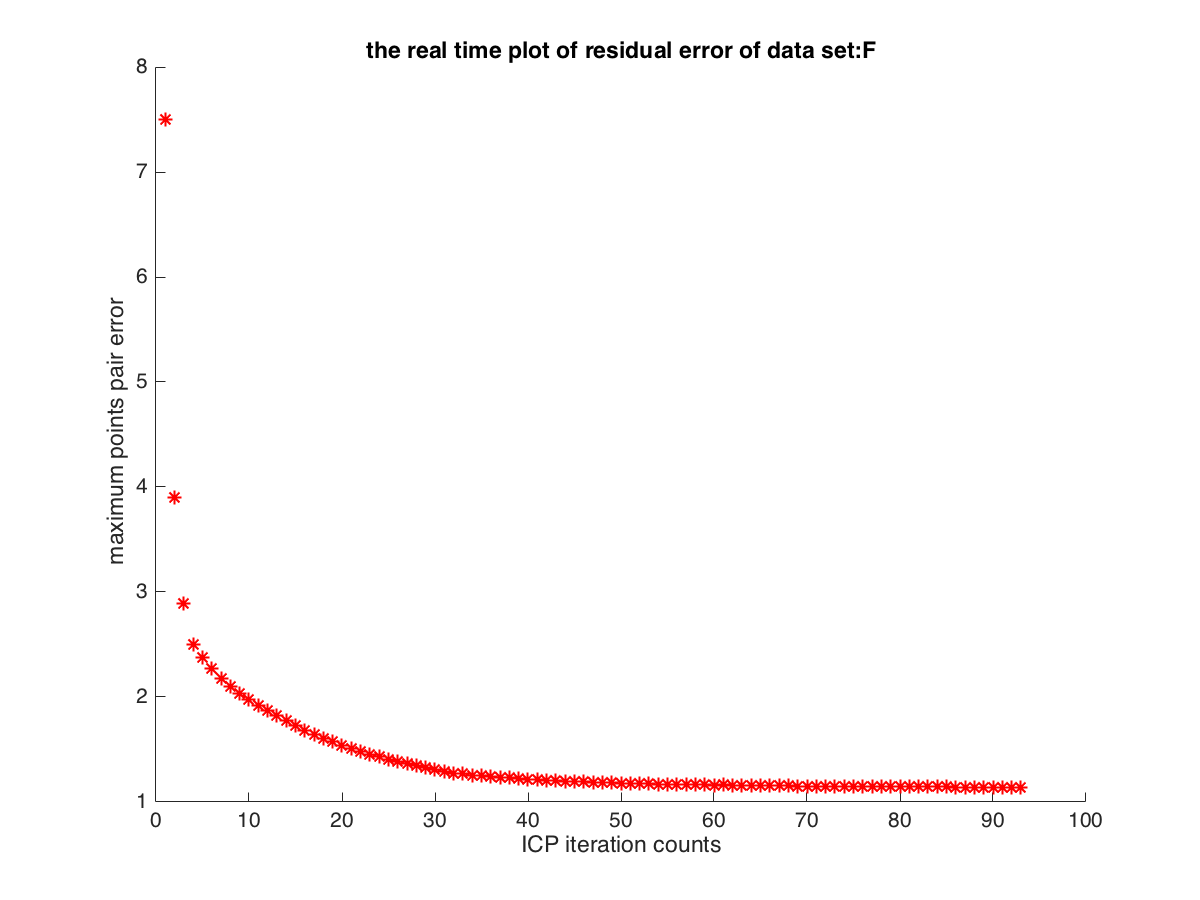 the real time plot of residual error of data set:F
8
7
6
5
4
3
2
1
maximum points pair error
0 10 20 30 40 50 60 70 80 90 100
ICP iteration counts